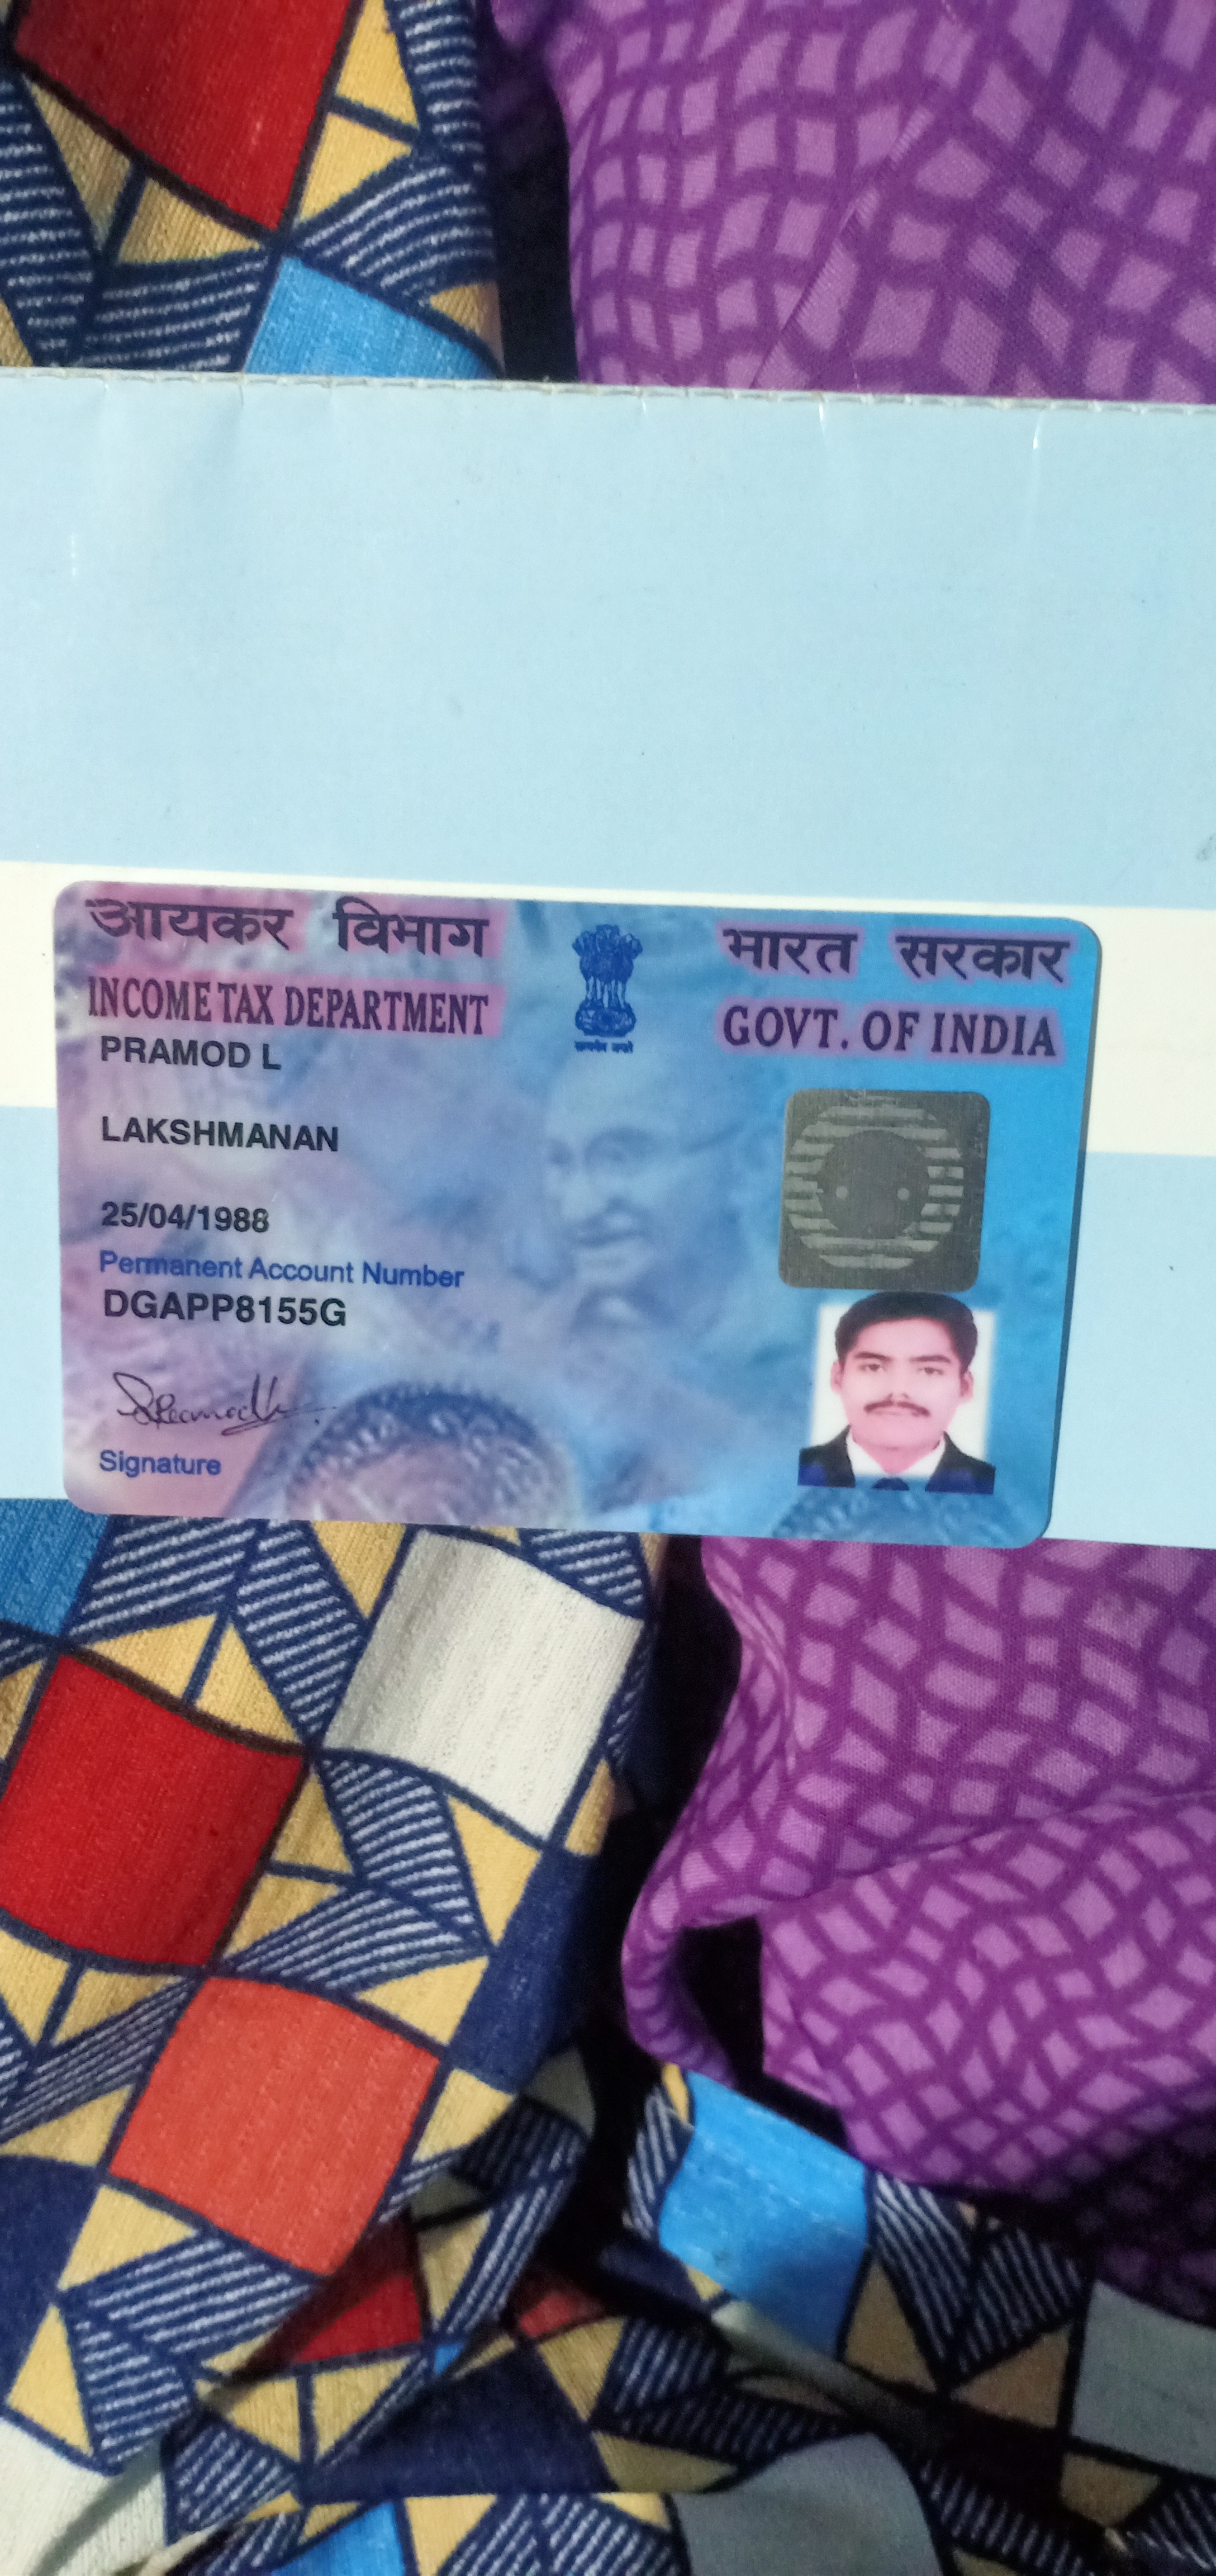 आयकर विभाग
INCOME TAX DEPARTMENT
भारत सरकार
GOVT. OF INDIA
सत्यमेव जयते
PRAMOD L
LAKSHMANAN
25/04/1988
Permanent Account Number
DGAPP8155G
Signature